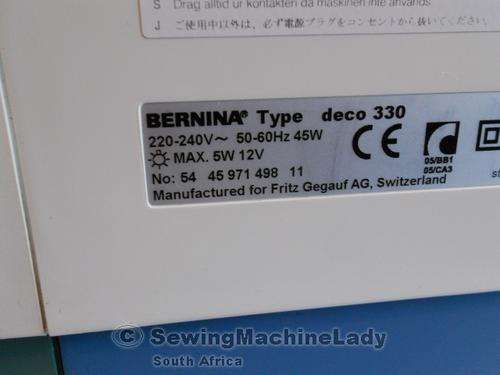 S Drag alltid ur kontakten då maskinen inte används
J ご使用中以外は、必ず電源プラグをコンセントから抜いてください。
BERNINA® Type deco 330
220-240V~ 50-60Hz 45W
MAX. 5W 12V
No: 54 45 971 498 11
Manufactured for Fritz Gegauf AG, Switzerland
CE
05/BB1
05/CA3
© SewingMachineLady
South Africa